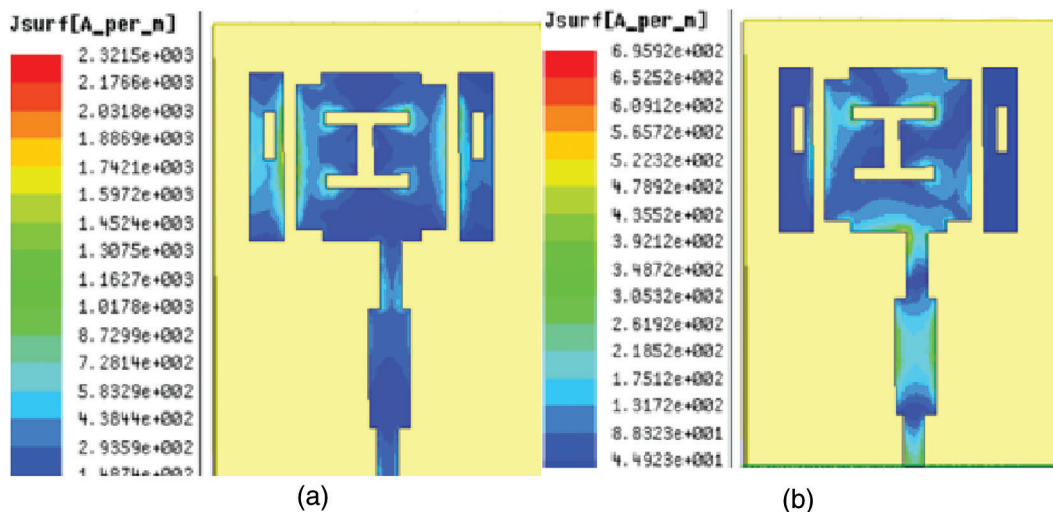 Jsurf[A_per_m]
2.3215e+003
2.1766e+003
2.0318e+003
1.8869e+003
1.7421e+003
1.5972e+003
1.4524e+003
1.3075e+003
1.1627e+003
1.0178e+003
8.7299e+002
7.2814e+002
5.8329e+002
4.3844e+002
2.9359e+002
1.4874e+002
(a)
Jsurf[A_per_m]
6.9592e+002
6.5252e+002
6.0912e+002
5.6572e+002
5.2232e+002
4.7892e+002
4.3552e+002
3.9212e+002
3.4872e+002
3.0532e+002
2.6192e+002
2.1852e+002
1.7512e+002
1.3172e+002
8.8323e+001
4.4923e+001
(b)